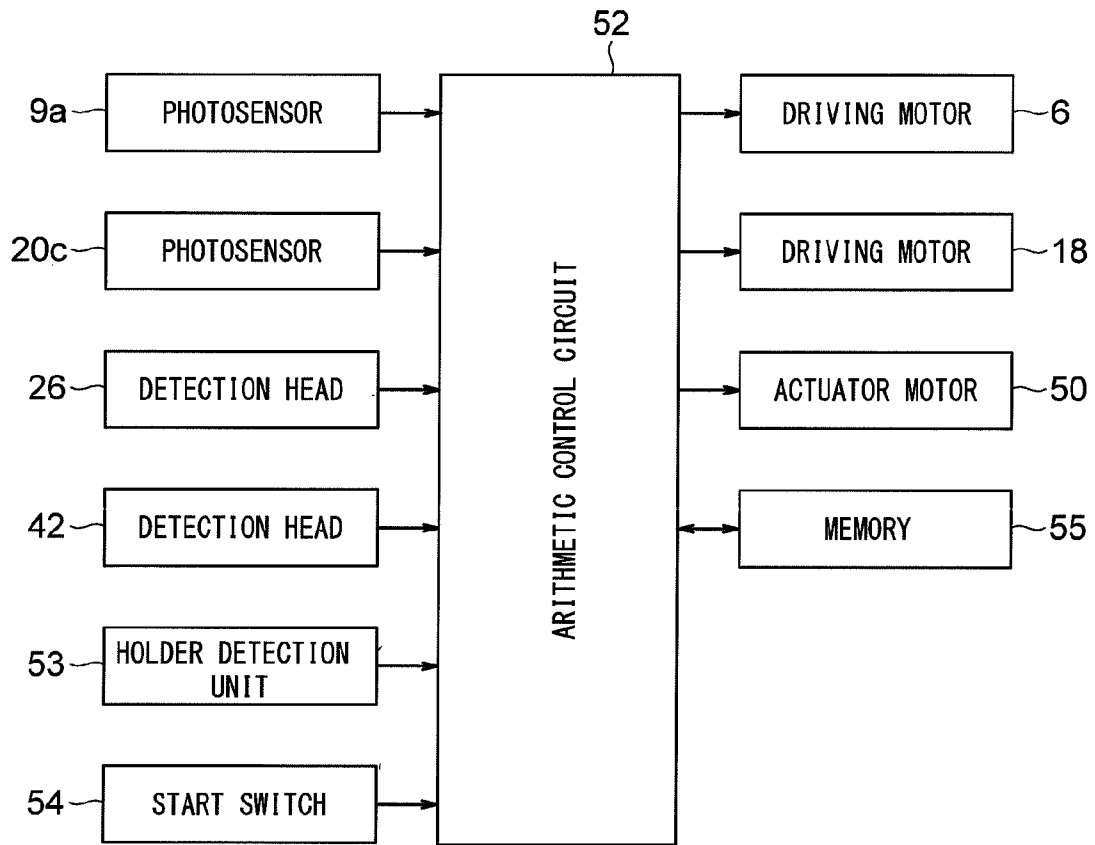 52
9a
PHOTOSENSOR
DRIVING MOTOR
6
20c
PHOTOSENSOR
DRIVING MOTOR
18
26
DETECTION HEAD
ACTUATOR MOTOR
50
42
DETECTION HEAD
MEMORY
55
53
HOLDER DETECTION
UNIT
54
START SWITCH
ARITHMETIC CONTROL CIRCUIT